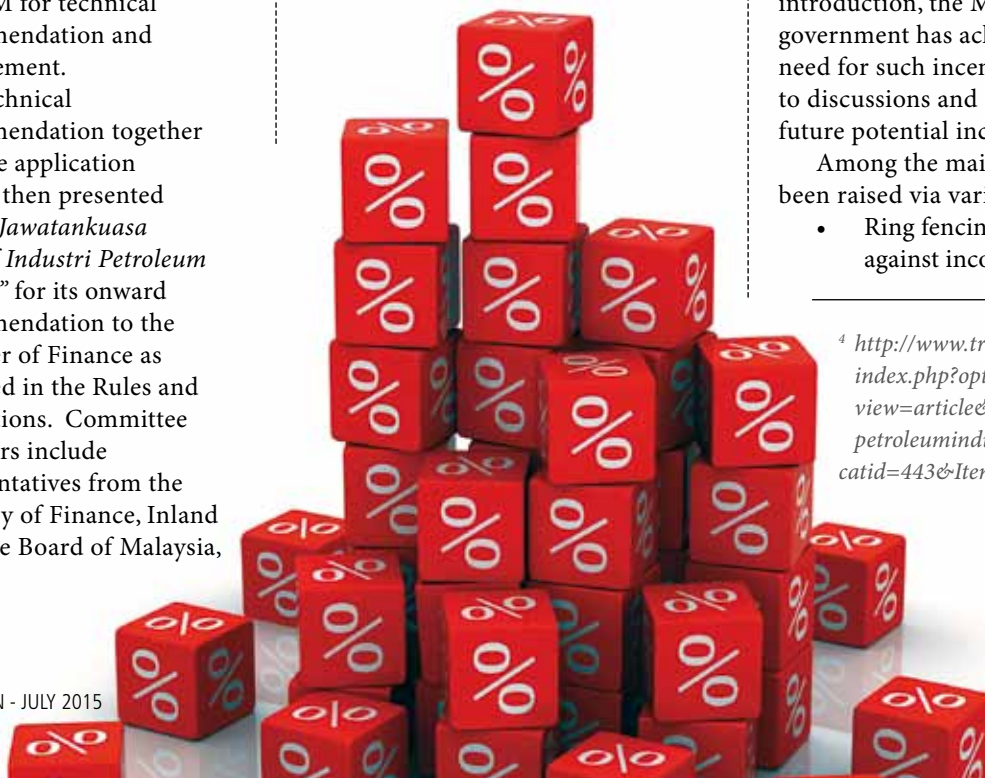 M for technical
mendation and
ement.
chnical
mendation together
e application
then presented
Jawatankuasa
f Industri Petroleum
” for its onward
mendation to the
er of Finance as
ed in the Rules and
ions. Committee
rs include
ntatives from the
y of Finance, Inland
e Board of Malaysia,
N - JULY 2015
introduction, the M
government has ack
need for such incen
to discussions and
future potential inc
Among the mai
been raised via vari
• Ring fencin
against inco
4 http://www.tr
index.php?opt
view=article&
petroleumindu
catid=443&Iter